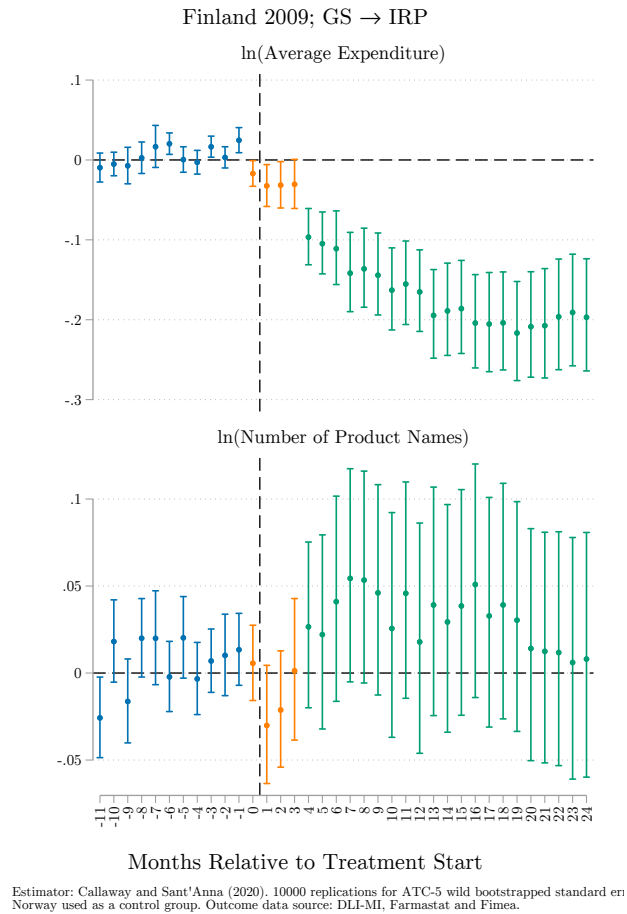 Finland 2009; GS → IRP
ln(Average Expenditure)
.1
0
-.1
-.2
-.3
ln(Number of Product Names)
.1
.05
0
-.05
-11 -10 -9 -8 -7 -6 -5 -4 -3 -2 -1 0 1 2 3 4 5 6 7 8 9 10 11 12 13 14 15 16 17 18 19 20 21 22 23 24
Months Relative to Treatment Start
Estimator: Callaway and Sant'Anna (2020). 10000 replications for ATC-5 wild bootstrapped standard err
Norway used as a control group. Outcome data source: DLI-MI, Farmastat and Fimea.